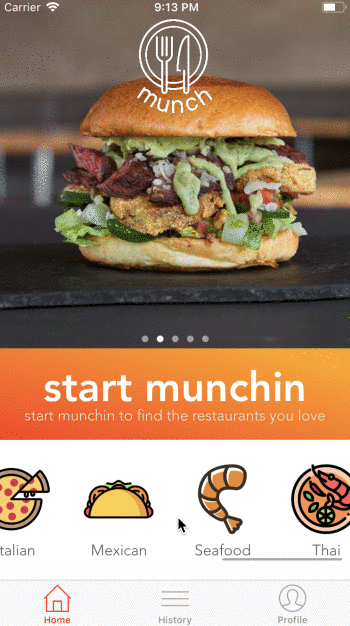 Carrier 9:13 PM
munch
start munchin
start munchin to find the restaurants you love
talian Mexican Seafood Thai
Home History Profile